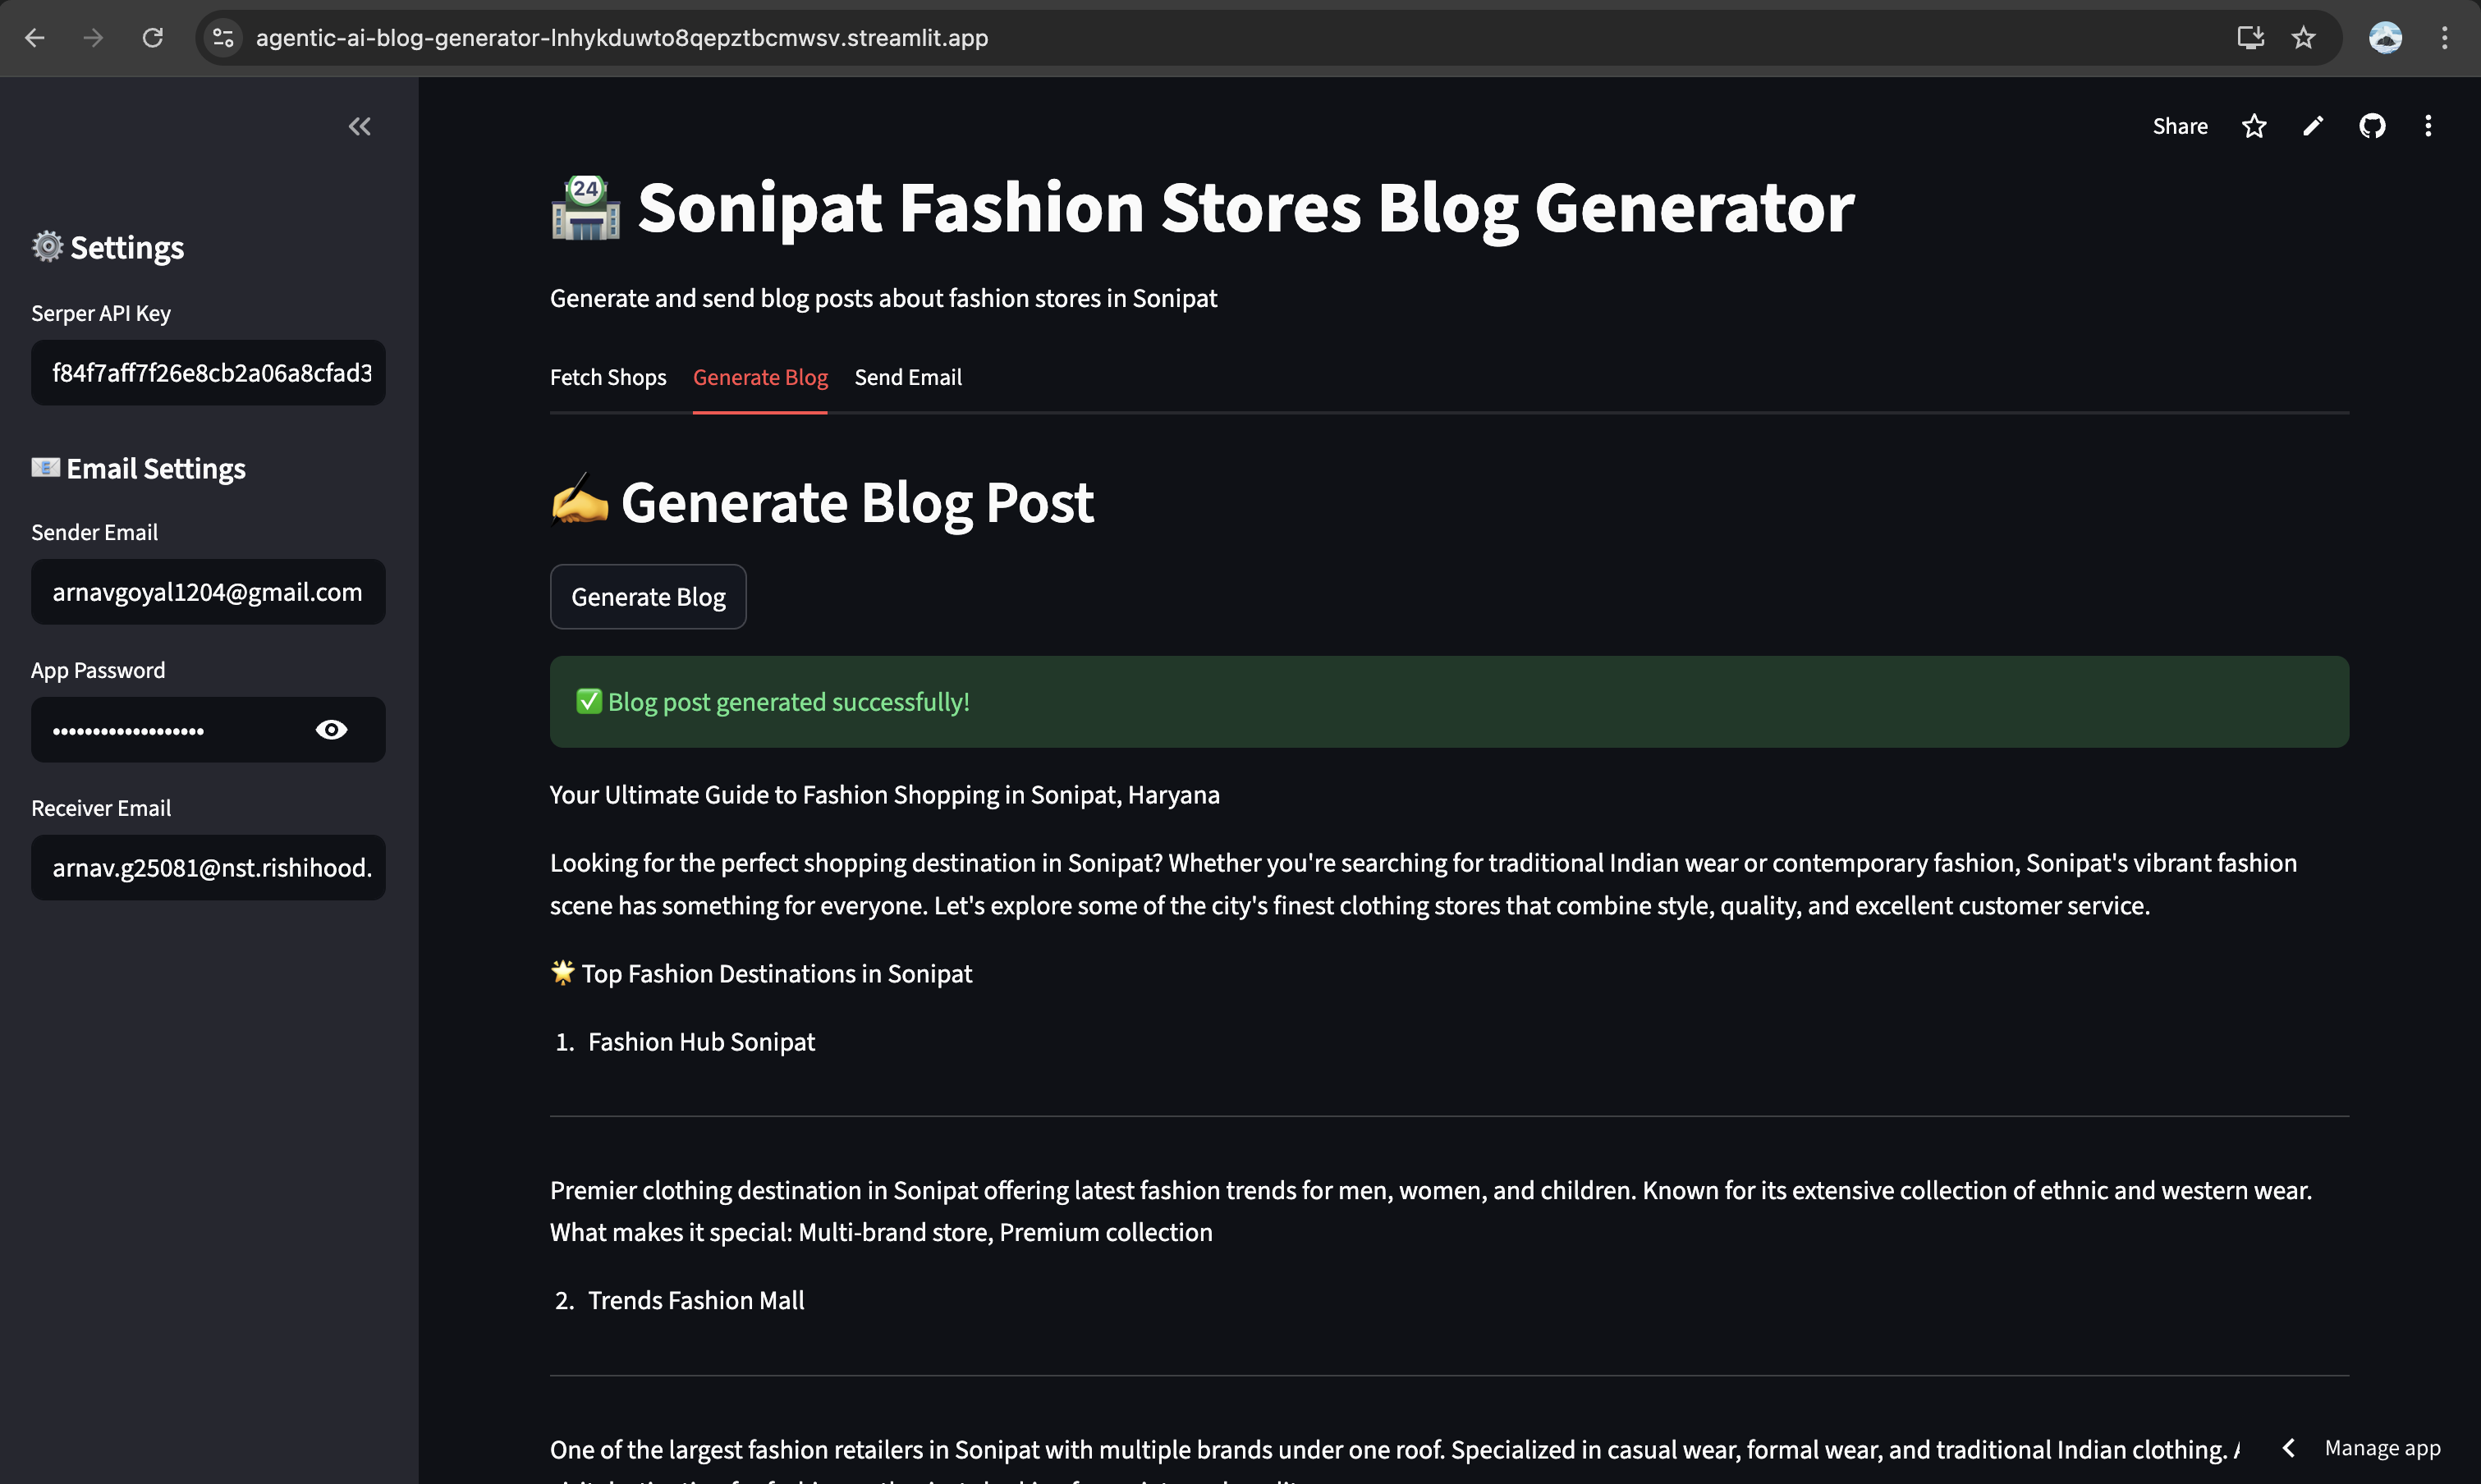 agentic-ai-blog-generator-lnhykduwto8qepztbcmwsv.streamlit.app
Share
⚙️ Settings
Serper API Key
f84f7aff7f26e8cb2a06a8cfad3
📧 Email Settings
Sender Email
arnavgoyal1204@gmail.com
App Password
•••••••••••••••••••
Receiver Email
arnav.g25081@nst.rishihood.
24
Sonipat Fashion Stores Blog Generator
Generate and send blog posts about fashion stores in Sonipat
Fetch Shops Generate Blog Send Email
✍️ Generate Blog Post
Generate Blog
✅ Blog post generated successfully!
Your Ultimate Guide to Fashion Shopping in Sonipat, Haryana
Looking for the perfect shopping destination in Sonipat? Whether you're searching for traditional Indian wear or contemporary fashion, Sonipat's vibrant fashion
scene has something for everyone. Let's explore some of the city's finest clothing stores that combine style, quality, and excellent customer service.
🌟 Top Fashion Destinations in Sonipat
1. Fashion Hub Sonipat
Premier clothing destination in Sonipat offering latest fashion trends for men, women, and children. Known for its extensive collection of ethnic and western wear.
What makes it special: Multi-brand store, Premium collection
2. Trends Fashion Mall
One of the largest fashion retailers in Sonipat with multiple brands under one roof. Specialized in casual wear, formal wear, and traditional Indian clothing.
Manage app